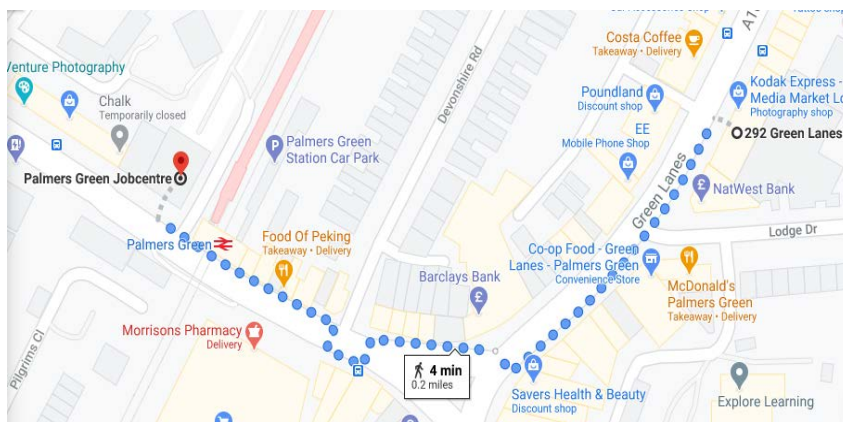 Costa Coffee
Takeaway • Delivery
A10
Venture Photography
Chalk
Temporarily closed
Devonshire Rd
Poundland
Discount shop
Kodak Express -
Media Market Lo
Photography shop
EE
Mobile Phone Shop
292 Green Lanes
Palmers Green
Station Car Park
P
Palmers Green Jobcentre
Green Lanes
£
NatWest Bank
Lodge Dr
Palmers Green
Food Of Peking
Takeaway • Delivery
Co-op Food - Green
Lanes - Palmers Green
Convenience Store
Barclays Bank
£
McDonald's
Palmers Green
Takeaway • Delivery
Morrisons Pharmacy
Delivery
Pilgrims Cl
4 min
0.2 miles
Savers Health & Beauty
Discount shop
Explore Learning